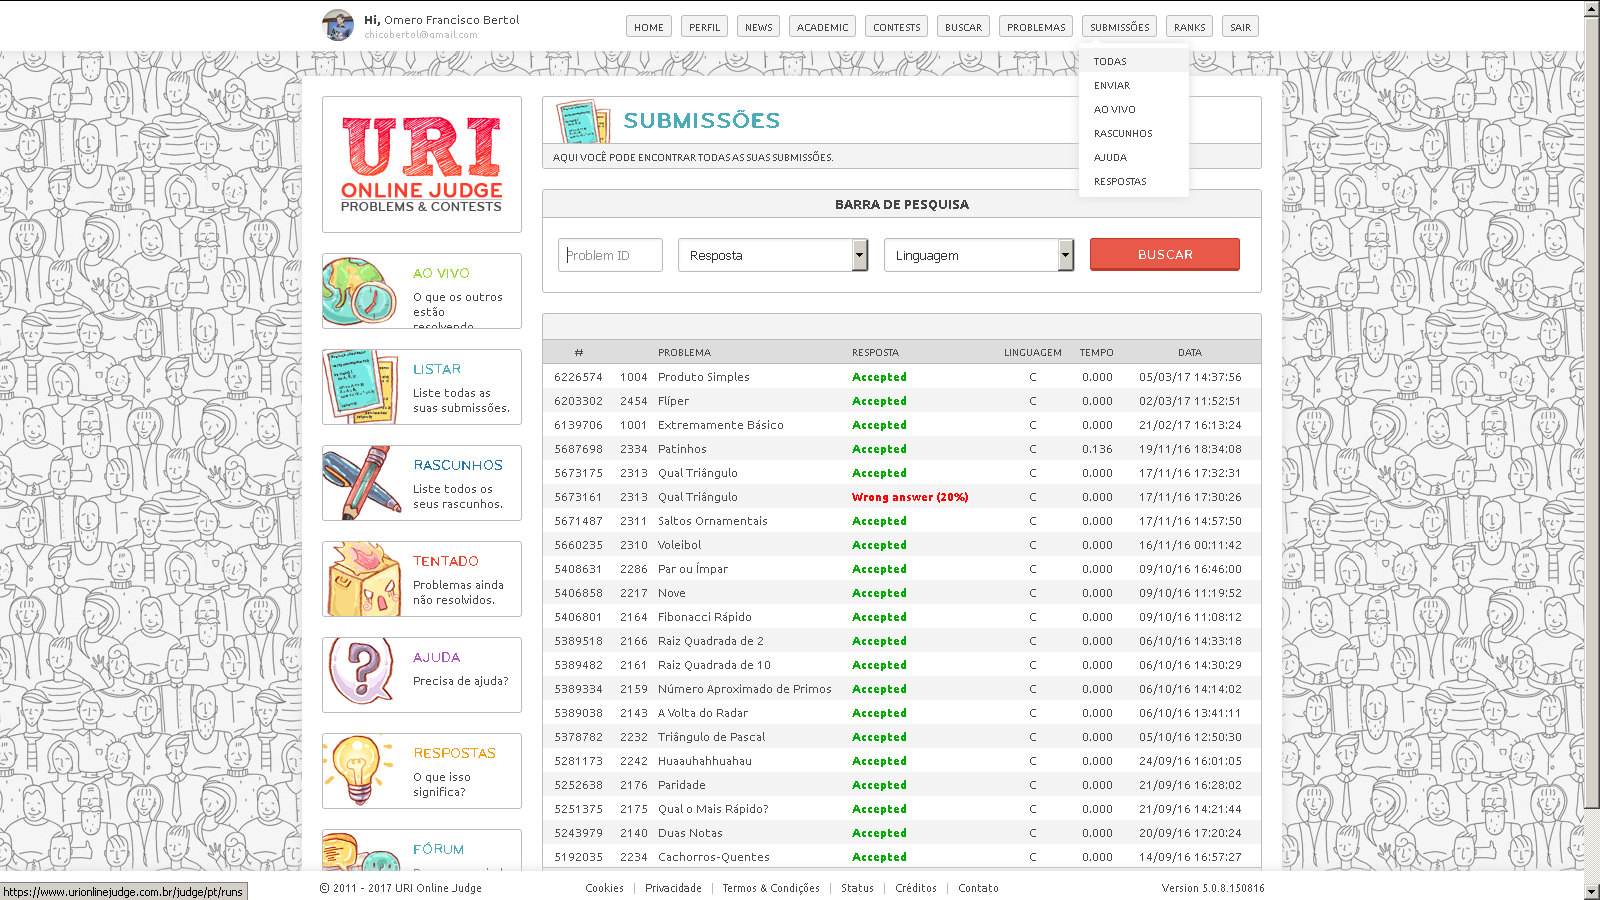 Hi, Omero Francisco Bertol
chicobertol@gmail.com
HOME PERFIL NEWS ACADEMIC CONTESTS BUSCAR PROBLEMAS SUBMISSÕES RANKS SAIR
TODAS
ENVIAR
AO VIVO
RASCUNHOS
AJUDA
RESPOSTAS
URI
ONLINE JUDGE
PROBLEMS & CONTESTS
AO VIVO
O que os outros
estão
resolvendo
LISTAR
Liste todas as
suas submissões.
RASCUNHOS
Liste todos os
seus rascunhos.
TENTADO
Problemas ainda
não resolvidos.
AJUDA
Precisa de ajuda?
RESPOSTAS
O que isso
significa?
FÓRUM
SUBMISSÕES
AQUI VOCÊ PODE ENCONTRAR TODAS AS SUAS SUBMISSÕES.
BARRA DE PESQUISA
Problem ID Resposta Linguagem BUSCAR
# PROBLEMA RESPOSTA LINGUAGEM TEMPO DATA
6226574 1004 Produto Simples Accepted C 0.000 05/03/17 14:37:56
6203302 2454 Flíper Accepted C 0.000 02/03/17 11:52:51
6139706 1001 Extremamente Básico Accepted C 0.000 21/02/17 16:13:24
5687698 2334 Patinhos Accepted C 0.136 19/11/16 18:34:08
5673175 2313 Qual Triângulo Accepted C 0.000 17/11/16 17:32:31
5673161 2313 Qual Triângulo Wrong answer (20%) C 0.000 17/11/16 17:30:26
5671487 2311 Saltos Ornamentais Accepted C 0.000 17/11/16 14:57:50
5660235 2310 Voleibol Accepted C 0.000 16/11/16 00:11:42
5408631 2286 Par ou Ímpar Accepted C 0.000 09/10/16 16:46:00
5406858 2217 Nove Accepted C 0.000 09/10/16 11:19:52
5406801 2164 Fibonacci Rápido Accepted C 0.000 09/10/16 11:08:12
5389518 2166 Raiz Quadrada de 2 Accepted C 0.000 06/10/16 14:33:18
5389482 2161 Raiz Quadrada de 10 Accepted C 0.000 06/10/16 14:30:29
5389334 2159 Número Aproximado de Primos Accepted C 0.000 06/10/16 14:14:02
5389038 2143 A Volta do Radar Accepted C 0.000 06/10/16 13:41:11
5378782 2232 Triângulo de Pascal Accepted C 0.000 05/10/16 12:50:30
5281173 2242 Huaauhahhuahau Accepted C 0.000 24/09/16 16:01:05
5252638 2176 Paridade Accepted C 0.000 21/09/16 16:28:02
5251375 2175 Qual o Mais Rápido? Accepted C 0.000 21/09/16 14:21:44
5243979 2140 Duas Notas Accepted C 0.000 20/09/16 17:20:24
5192035 2234 Cachorros-Quentes Accepted C 0.000 14/09/16 16:57:27
https://www.urionlinejudge.com.br/judge/pt/runs
© 2011 - 2017 URI Online Judge Cookies Privacidade Termos & Condições Status Créditos Contato Version 5.0.8.150816